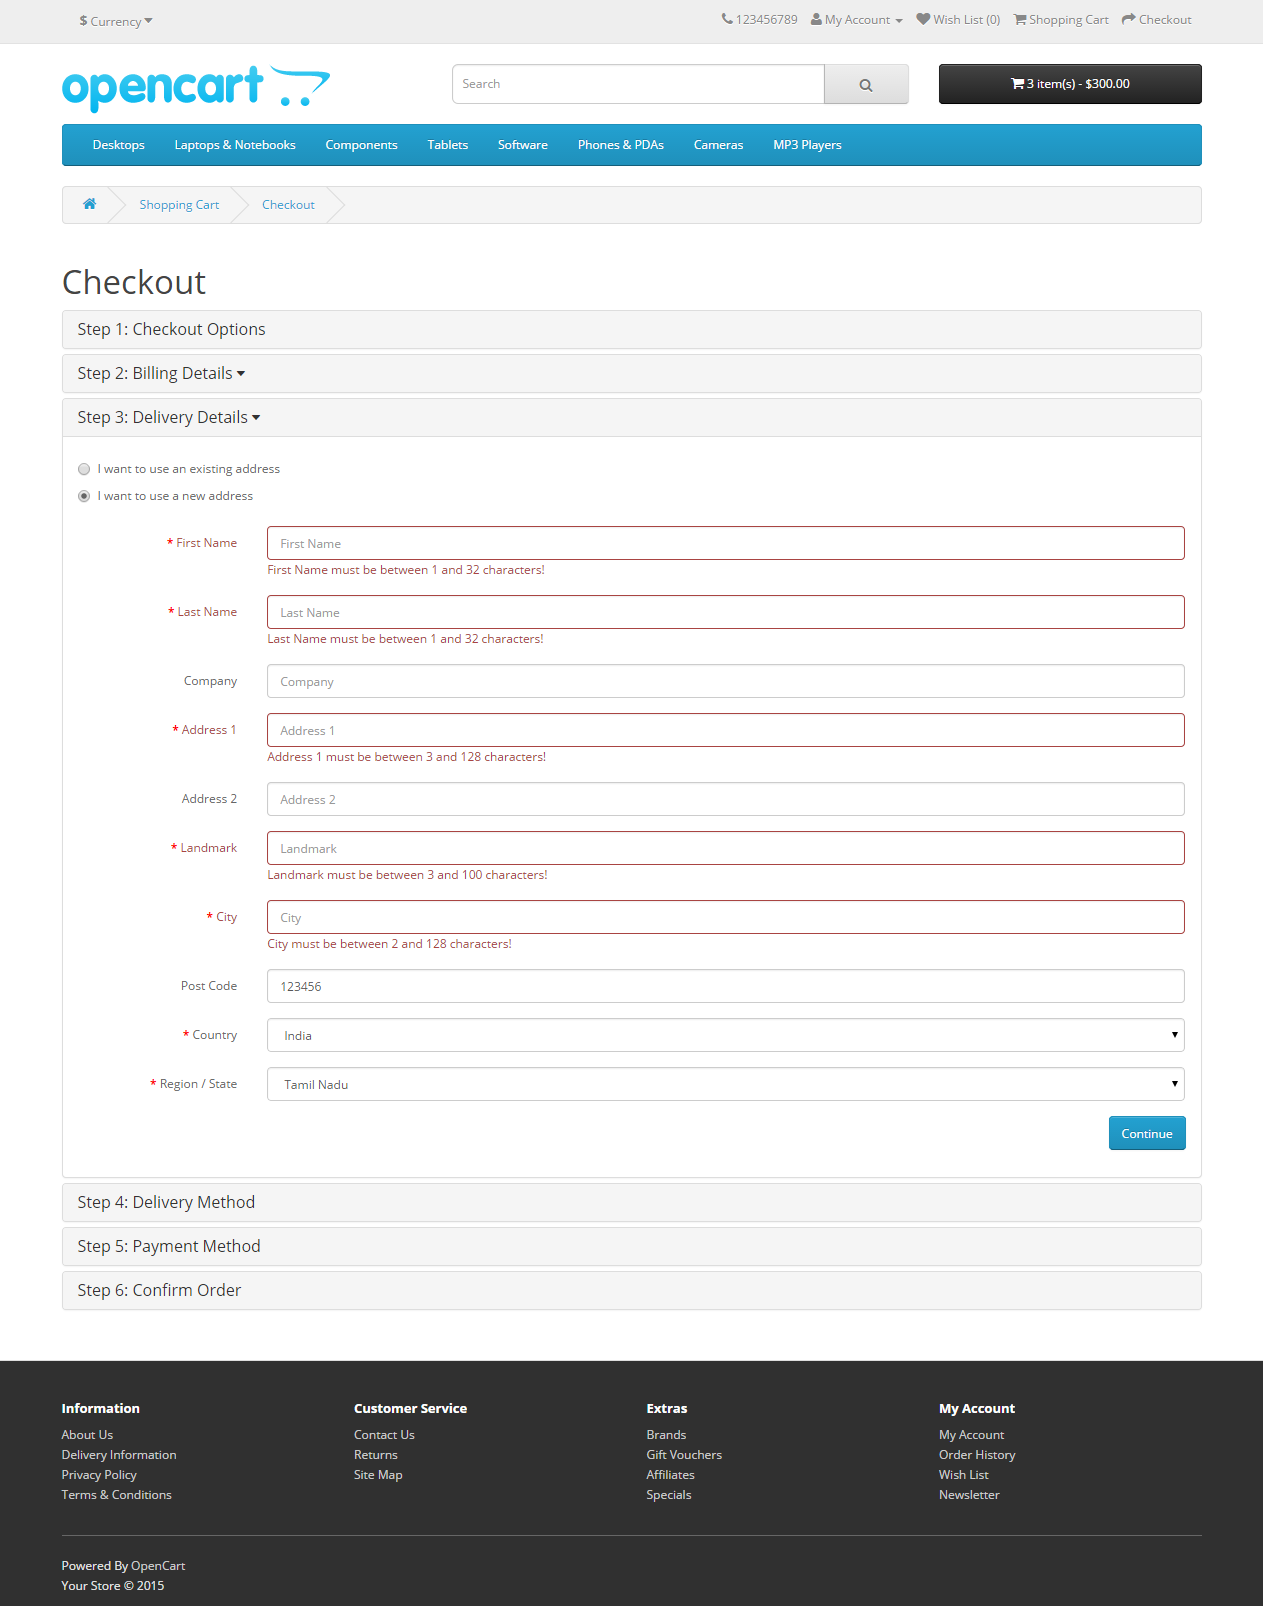 $ Currency
123456789 My Account Wish List (0) Shopping Cart Checkout
opencart
Search
3 item(s) - $300.00
Desktops Laptops & Notebooks Components Tablets Software Phones & PDAs Cameras MP3 Players
Shopping Cart Checkout
Checkout
Step 1: Checkout Options
Step 2: Billing Details
Step 3: Delivery Details
I want to use an existing address
I want to use a new address
* First Name First Name
First Name must be between 1 and 32 characters!
* Last Name Last Name
Last Name must be between 1 and 32 characters!
Company Company
* Address 1 Address 1
Address 1 must be between 3 and 128 characters!
Address 2 Address 2
* Landmark Landmark
Landmark must be between 3 and 100 characters!
* City City
City must be between 2 and 128 characters!
Post Code 123456
* Country India
* Region / State Tamil Nadu
Continue
Step 4: Delivery Method
Step 5: Payment Method
Step 6: Confirm Order
Information
About Us
Delivery Information
Privacy Policy
Terms & Conditions
Customer Service
Contact Us
Returns
Site Map
Extras
Brands
Gift Vouchers
Affiliates
Specials
My Account
My Account
Order History
Wish List
Newsletter
Powered By OpenCart
Your Store © 2015